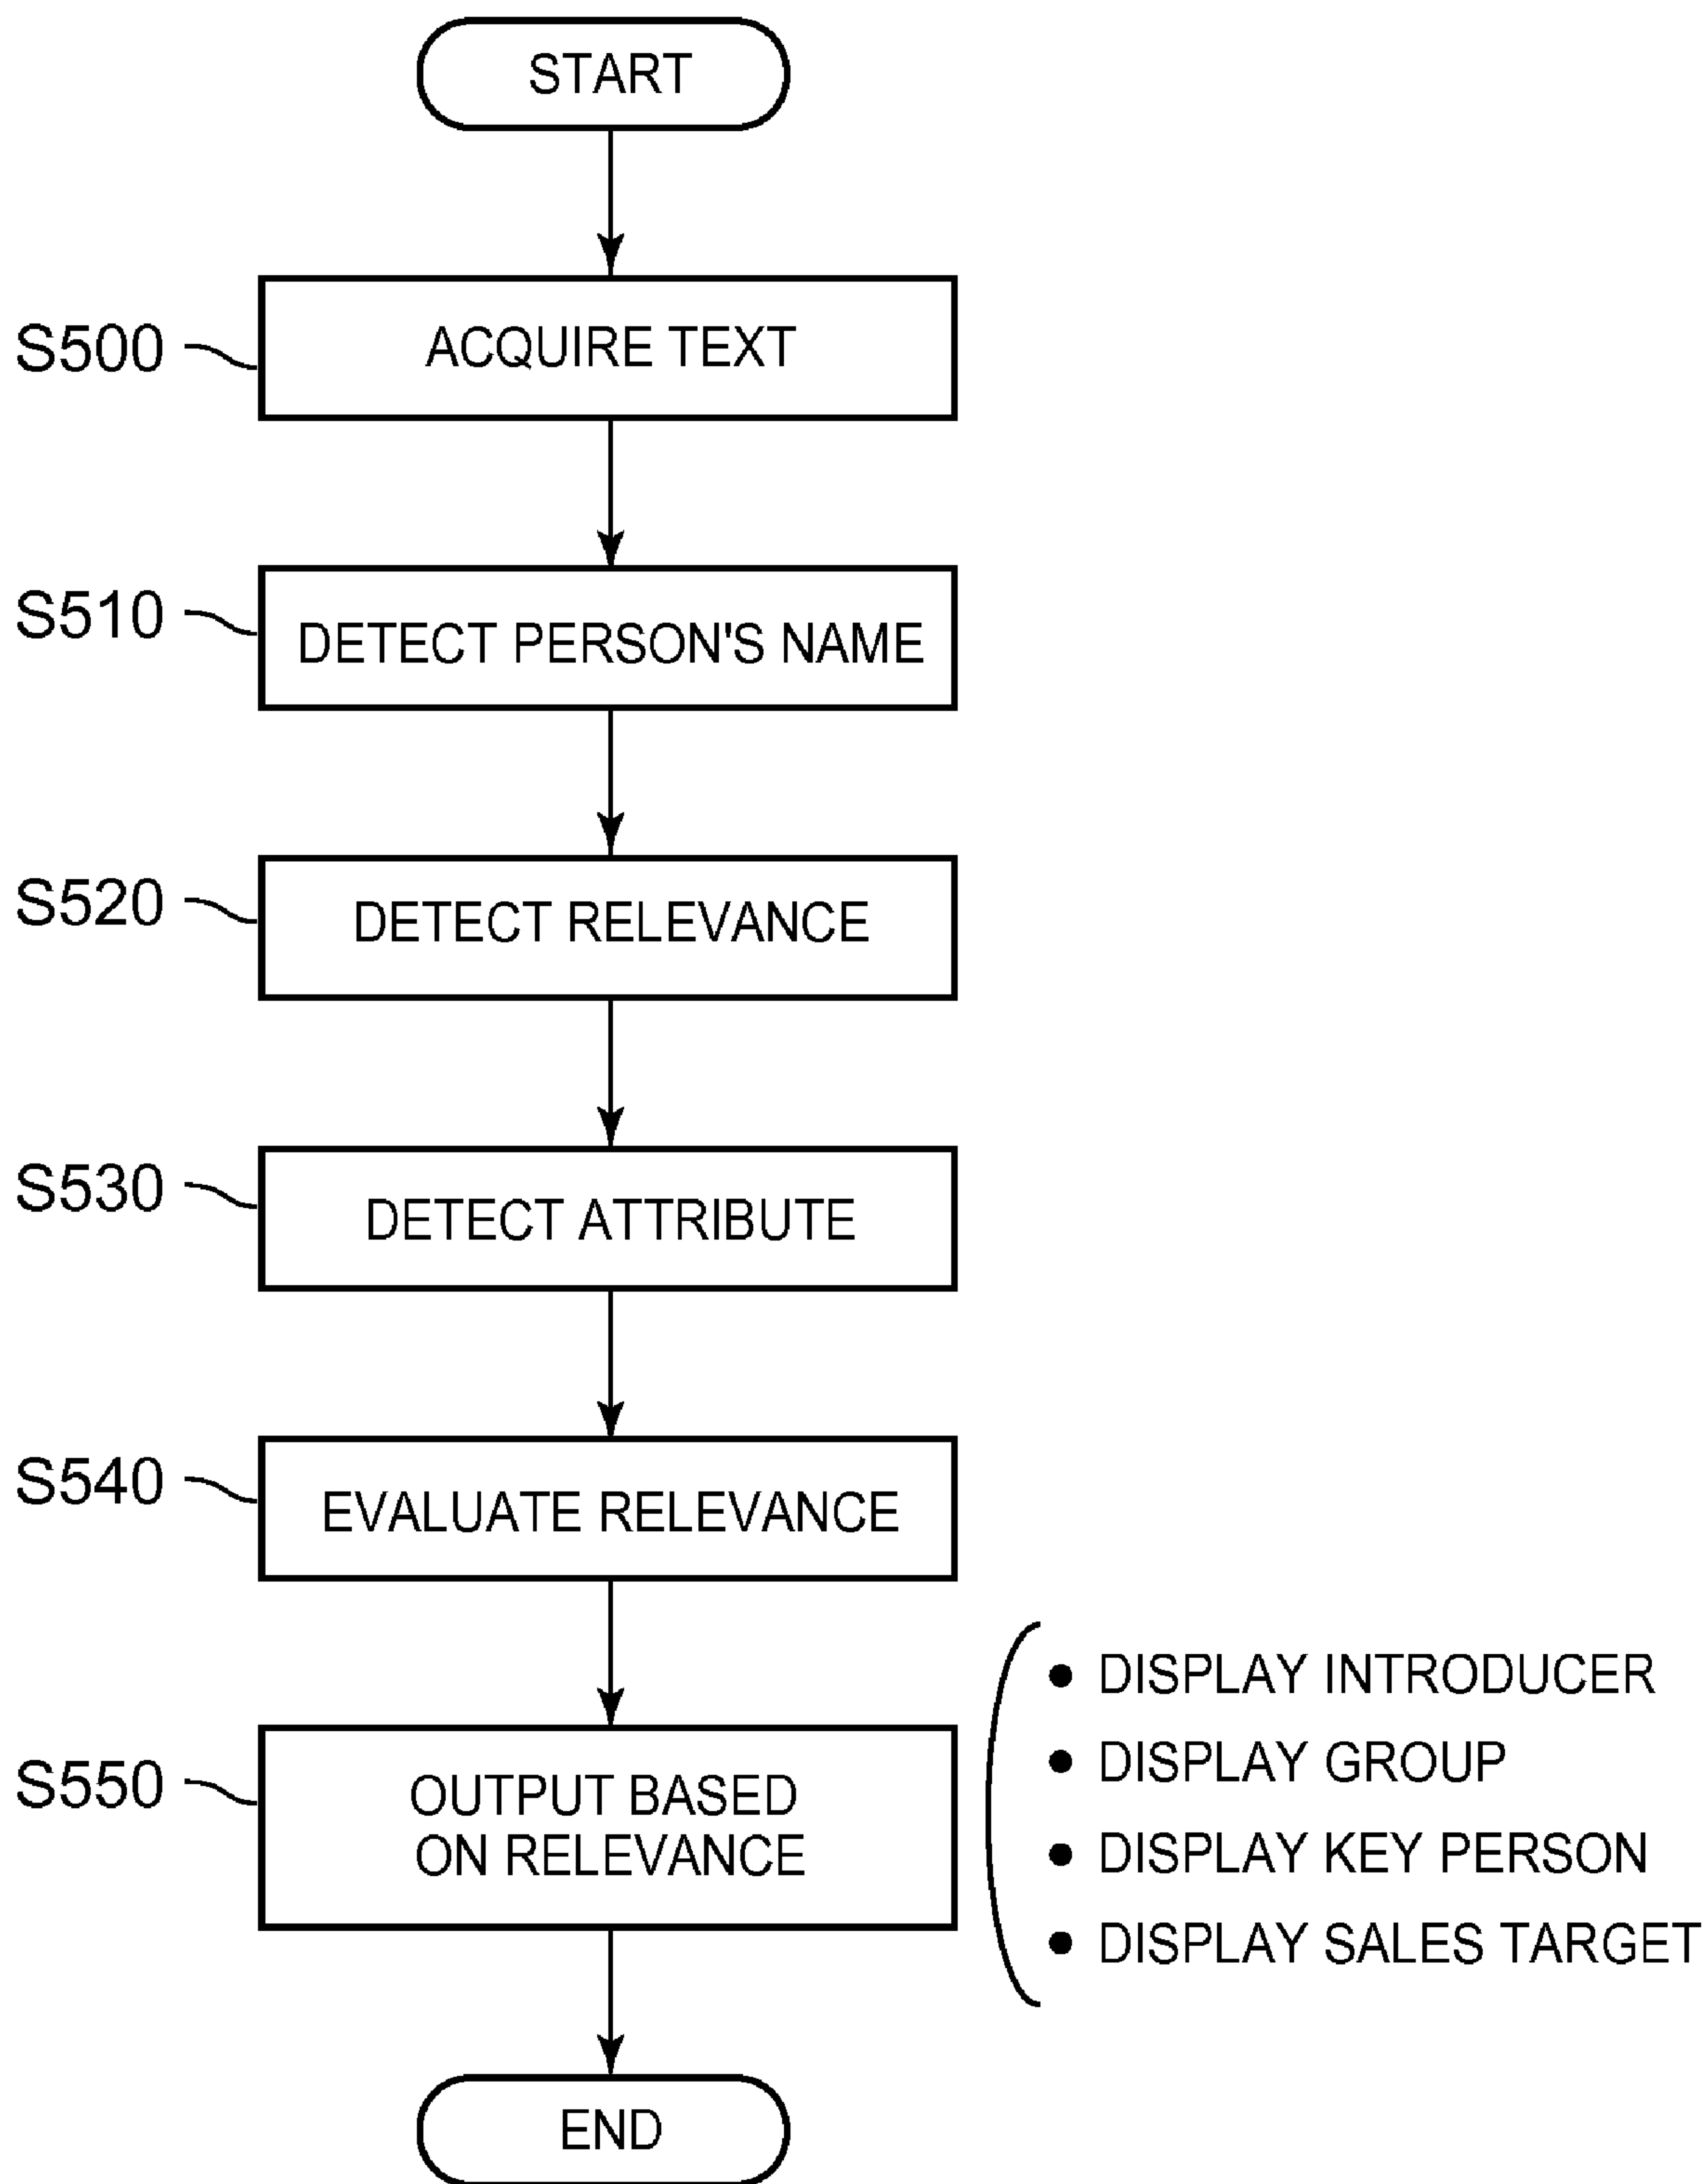 START
S500
ACQUIRE TEXT
S510
DETECT PERSON'S NAME
S520
DETECT RELEVANCE
S530
DETECT ATTRIBUTE
S540
EVALUATE RELEVANCE
S550
OUTPUT BASED
ON RELEVANCE
● DISPLAY INTRODUCER
● DISPLAY GROUP
● DISPLAY KEY PERSON
● DISPLAY SALES TARGET
END